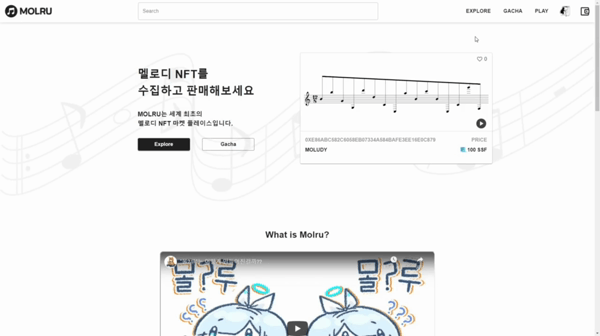 MOLRU
Search
EXPLORE
GACHA
PLAY
멜로디 NFT를
수집하고 판매해보세요
MOLRU는 세계 최초의
멜로디 NFT 마켓 플레이스입니다.
Explore
Gacha
0
PRICE
MOLUDY
100 SSF
What is Molru?
몰?루
몰?루